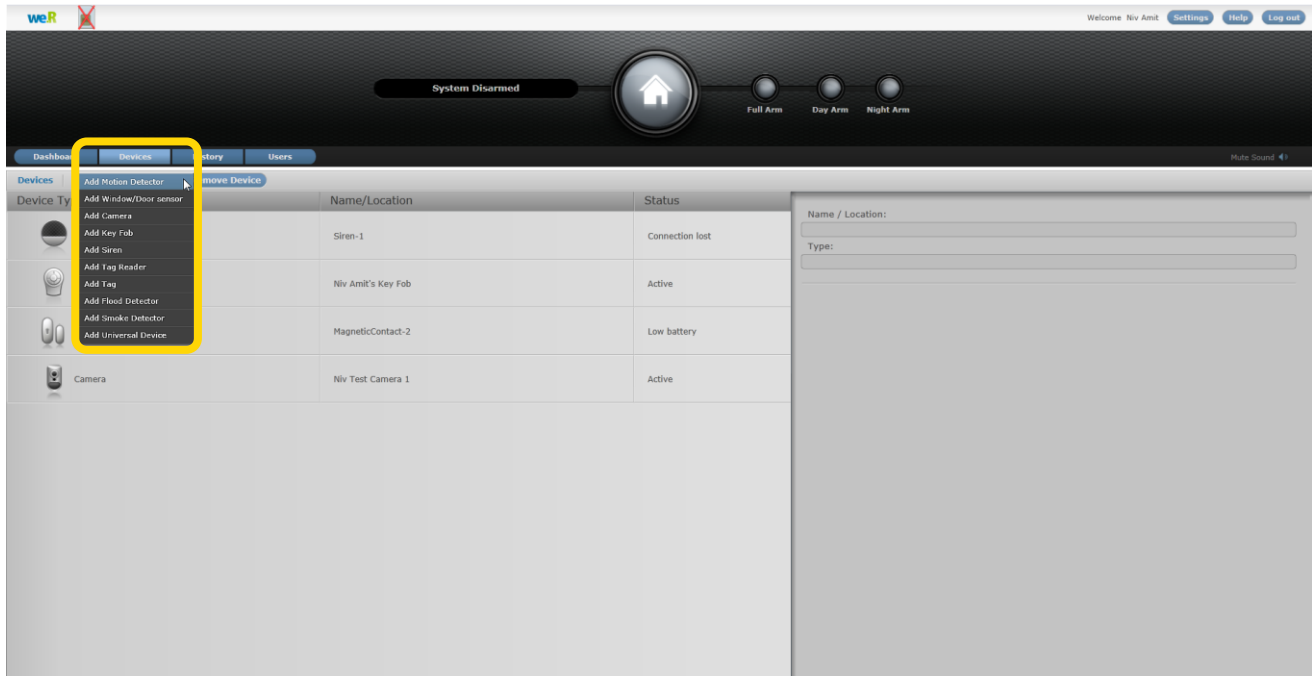 we.R
Welcome Niv Amit Settings Help Log out
System Disarmed
Full Arm Day Arm Night Arm
Devices Users
Mute Sound
Devices
Add Motion Detector
Add Window/Door sensor
Add Camera
Add Key Fob
Add Siren
Add Tag Reader
Add Tag
Add Flood Detector
Add Smoke Detector
Add Universal Device
Device Name/Location Status
Siren-1 Connection lost
Niv Amit's Key Fob Active
MagneticContact-2 Low battery
Camera Niv Test Camera 1 Active
Name / Location:
Type: